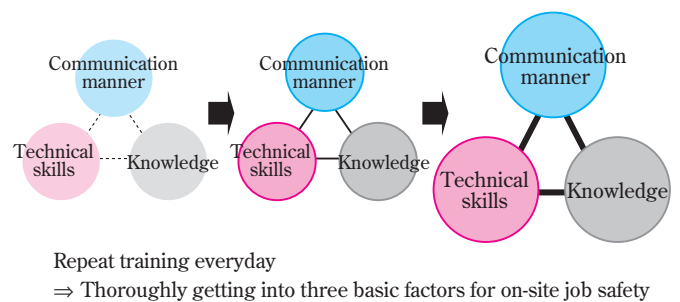 Communication
manner
Technical
skills
Knowledge
Communication
manner
Technical
skills
Knowledge
Communication
manner
Technical
skills
Knowledge
Repeat training everyday
⇒ Thoroughly getting into three basic factors for on-site job safety